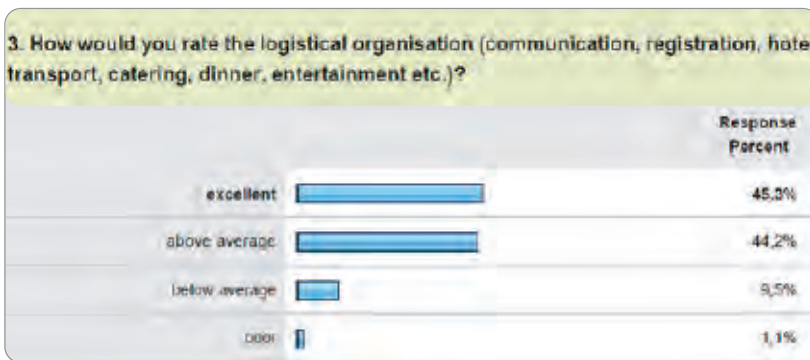 3. How would you rate the logistical organisation (communication, registration, hote
transport, catering, dinner, entertainment etc.)?
Response
Percent
excellent 45,3%
above average 44,2%
below average 9,5%
poor 1,1%